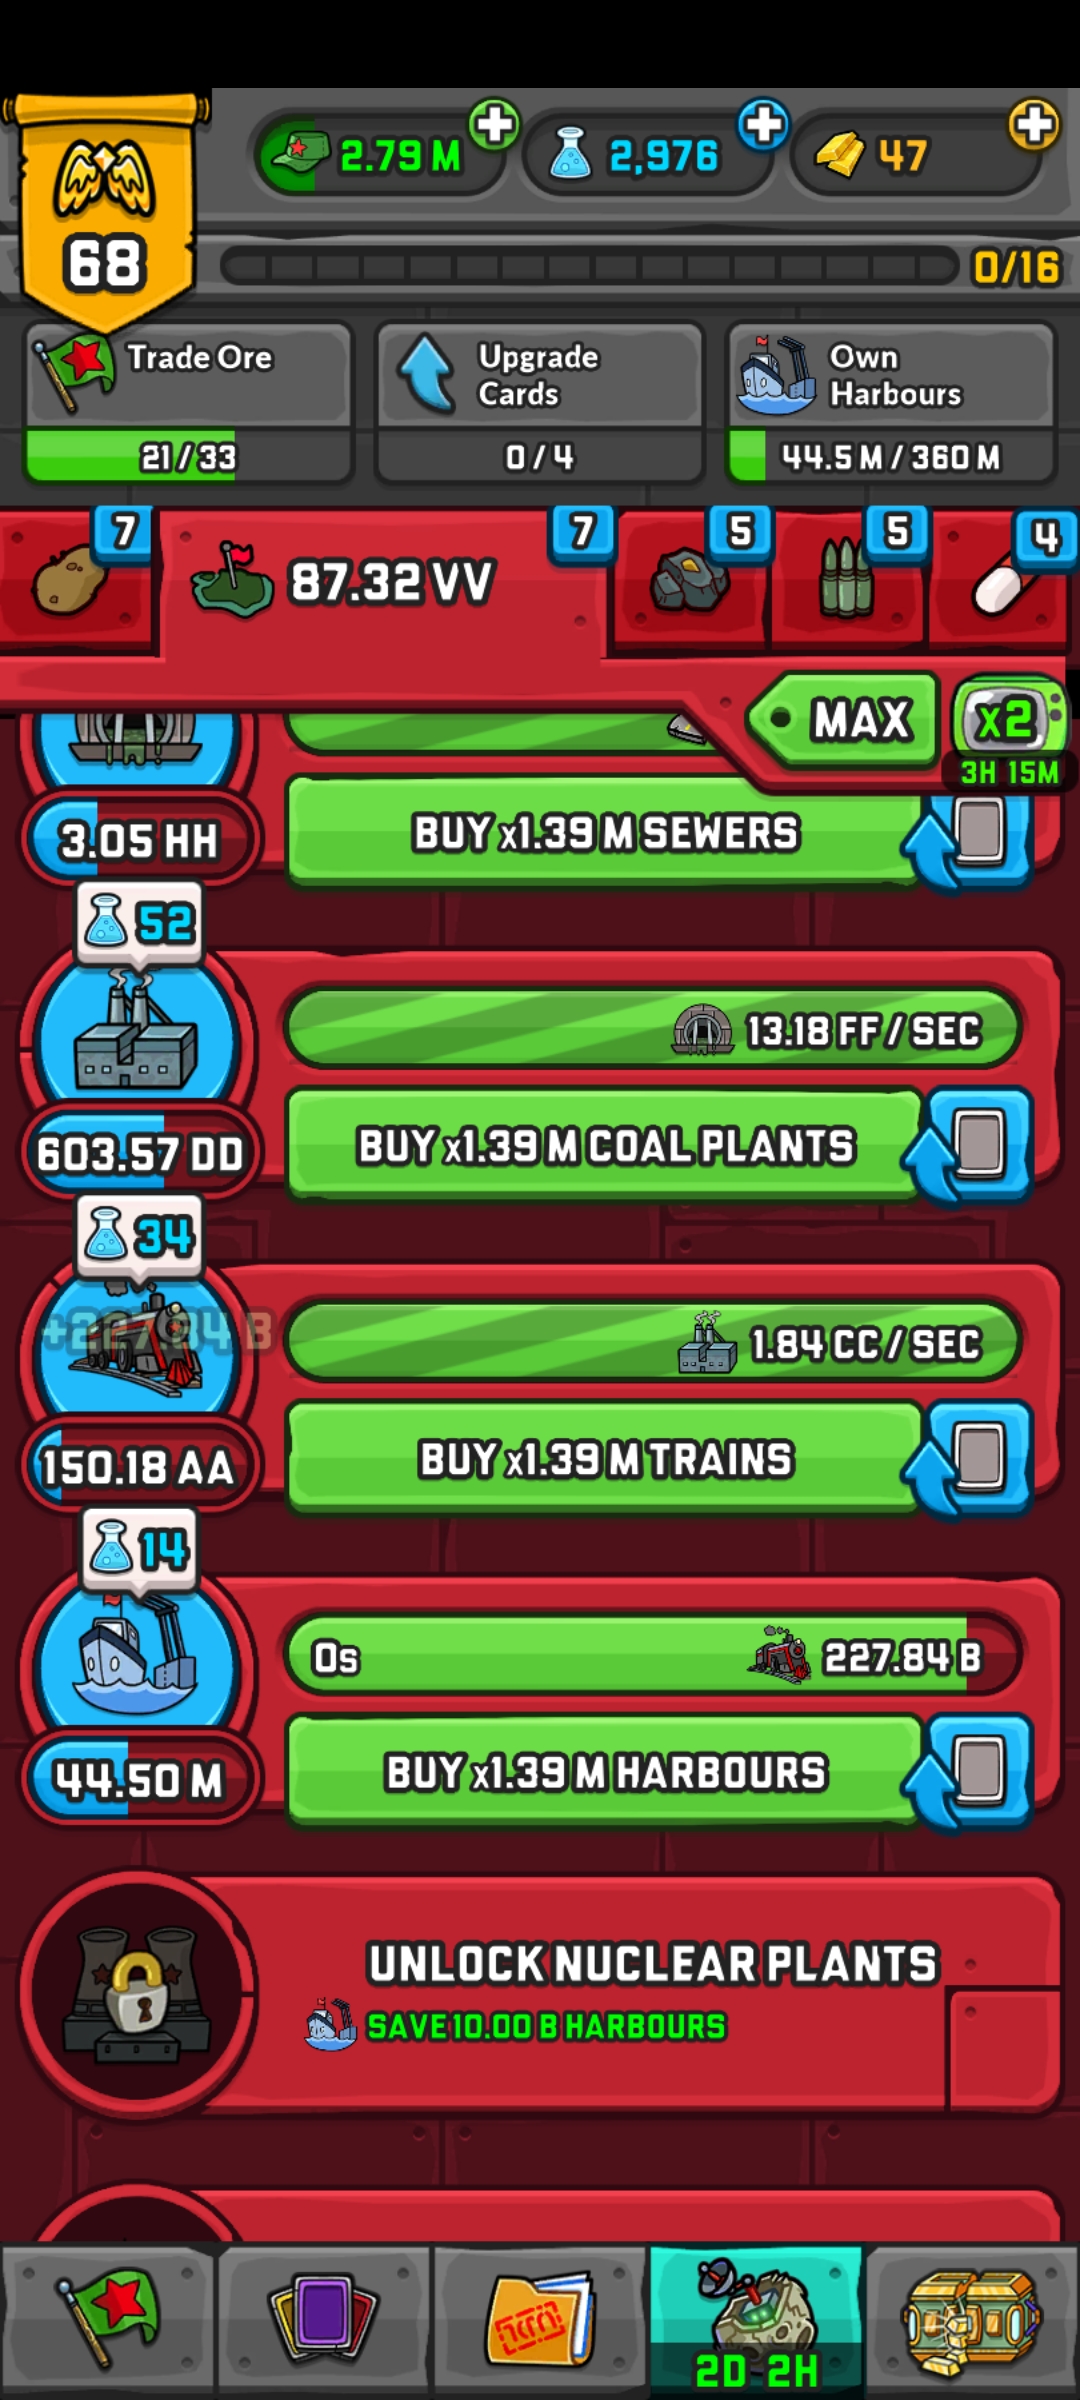 2.79 M
2,976
47
68
0/16
Trade Ore
21/33
Upgrade
Cards
0/4
Own
Harbours
44.5 M / 360 M
7
87.32 VV
7
5
5
4
MAX
x2
3H 15M
3.05 HH
BUY x1.39 M SEWERS
52
13.18 FF / SEC
603.57 DD
BUY x1.39 M COAL PLANTS
34
+227.84 B
1.84 CC / SEC
150.18 AA
BUY x1.39 M TRAINS
14
0s
227.84 B
44.50 M
BUY x1.39 M HARBOURS
UNLOCK NUCLEAR PLANTS
SAVE 10.00 B HARBOURS
2D 2H